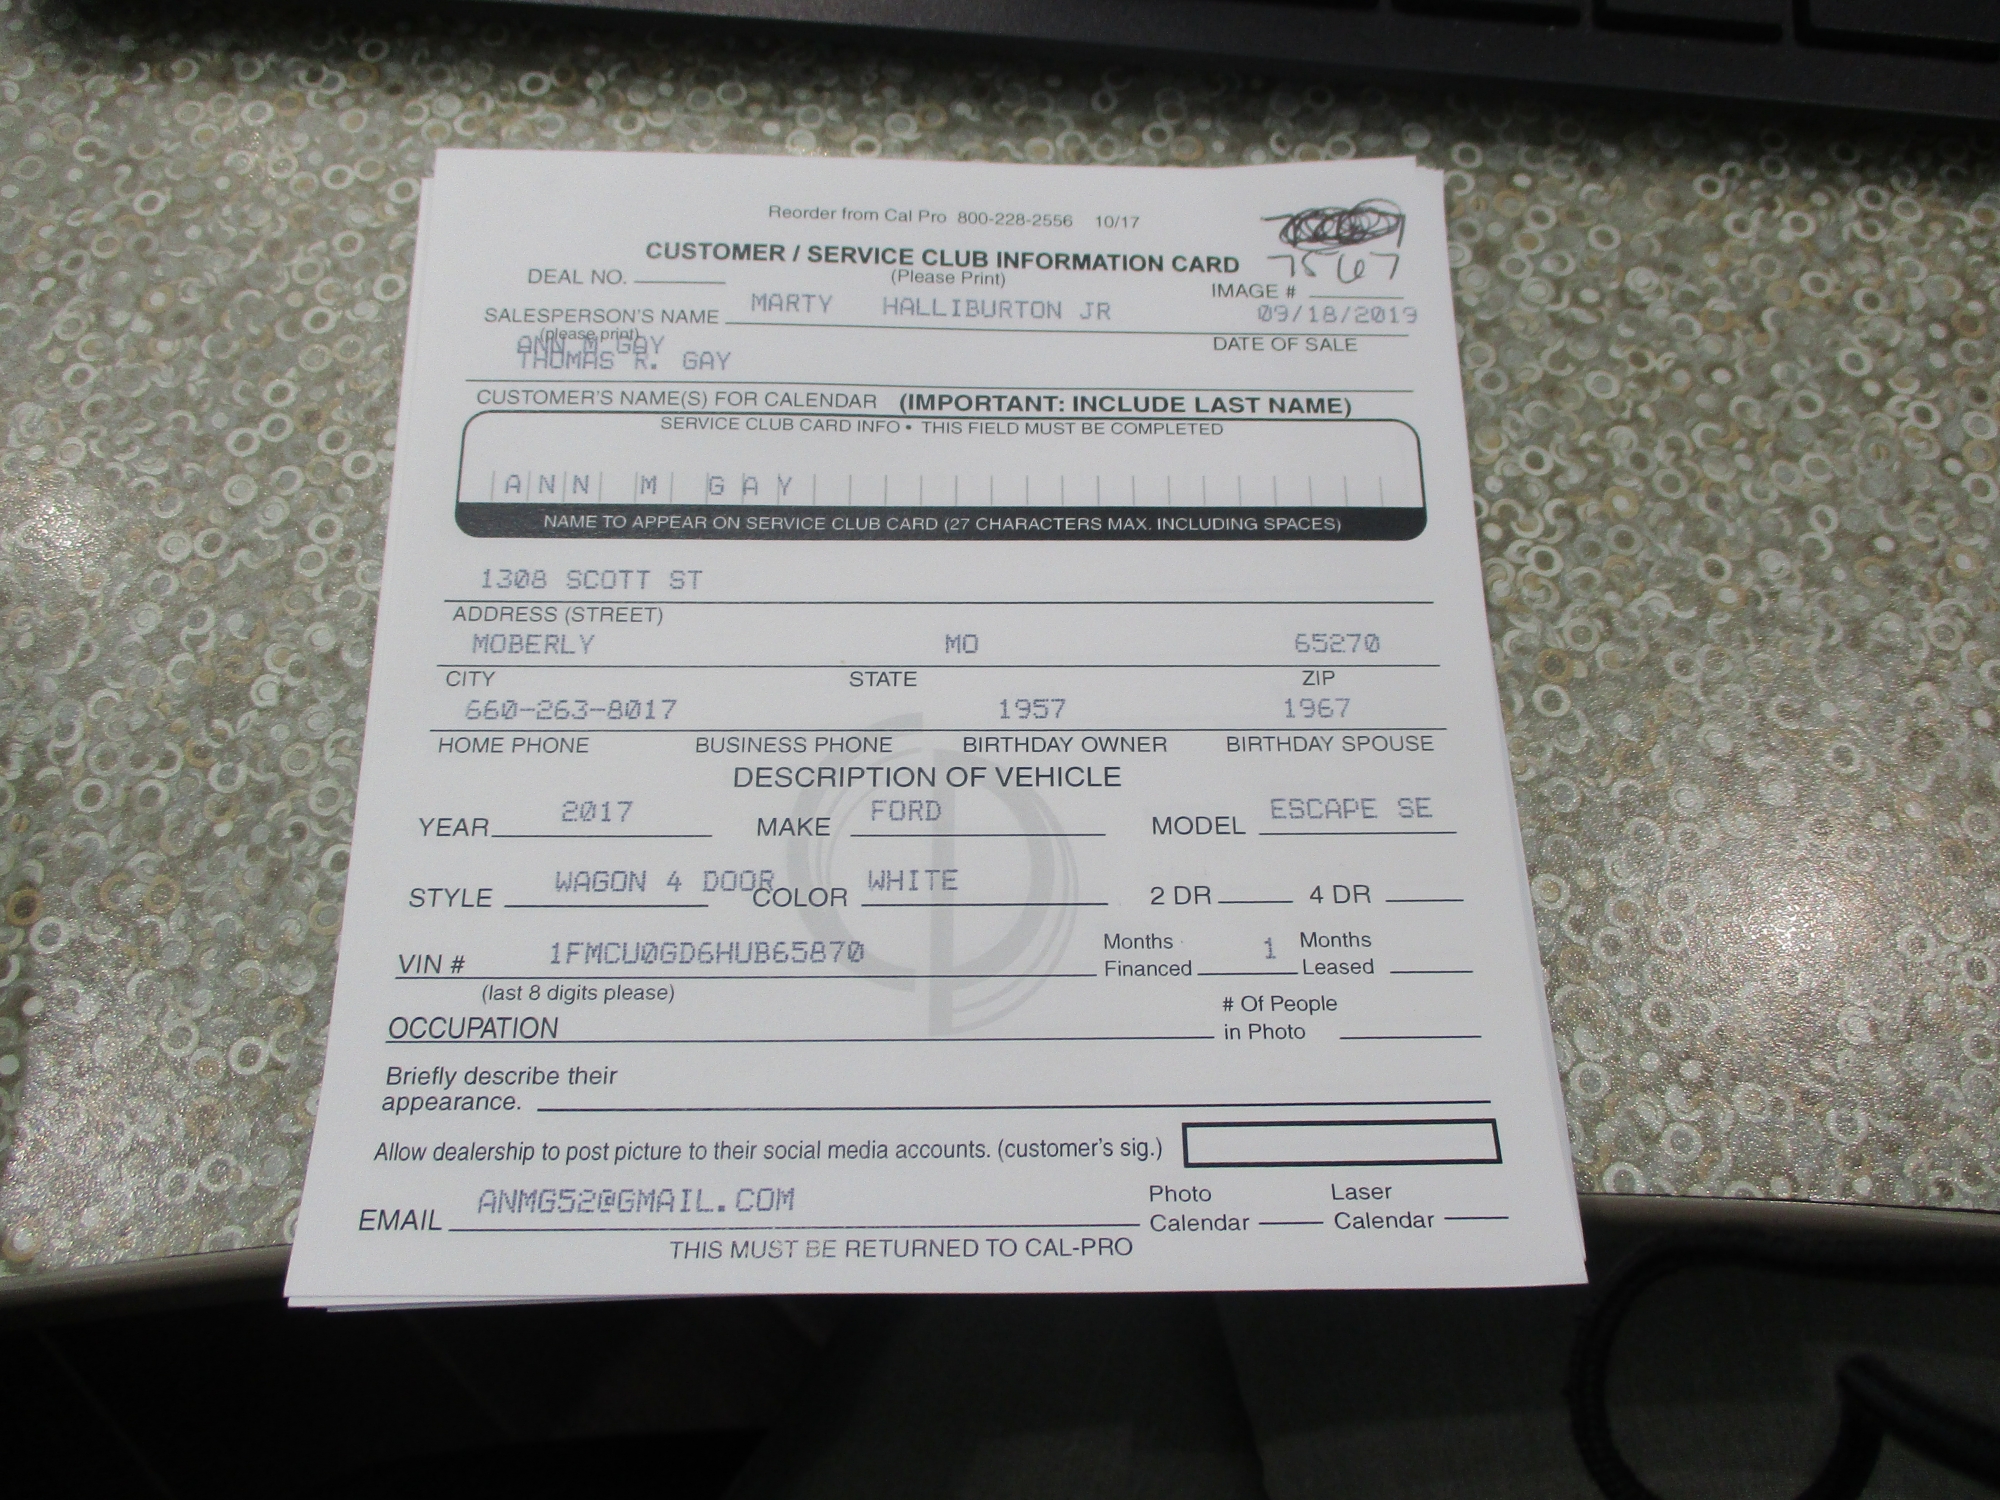 Reorder from Cal Pro 800-228-2556 10/17
CUSTOMER / SERVICE CLUB INFORMATION CARD
(Please Print)
7567
DEAL NO.
IMAGE #
SALESPERSON'S NAME MARTY HALLIBURTON JR 09/18/2019
(please print)
DATE OF SALE
ANN M GAY
THOMAS R. GAY
CUSTOMER'S NAME(S) FOR CALENDAR (IMPORTANT: INCLUDE LAST NAME)
SERVICE CLUB CARD INFO • THIS FIELD MUST BE COMPLETED
ANN M GAY
NAME TO APPEAR ON SERVICE CLUB CARD (27 CHARACTERS MAX. INCLUDING SPACES)
1308 SCOTT ST
ADDRESS (STREET)
MOBERLY MO 65270
CITY STATE ZIP
660-263-8017 1957 1967
HOME PHONE BUSINESS PHONE BIRTHDAY OWNER BIRTHDAY SPOUSE
DESCRIPTION OF VEHICLE
YEAR 2017 MAKE FORD MODEL ESCAPE SE
STYLE WAGON 4 DOOR COLOR WHITE 2 DR 4 DR
VIN # 1FMCU0GD6HUB65870 Months Financed 1 Months Leased
(last 8 digits please)
OCCUPATION # Of People in Photo
Briefly describe their
appearance.
Allow dealership to post picture to their social media accounts. (customer's sig.)
EMAIL ANMG52@GMAIL.COM Photo Calendar Laser Calendar
THIS MUST BE RETURNED TO CAL-PRO